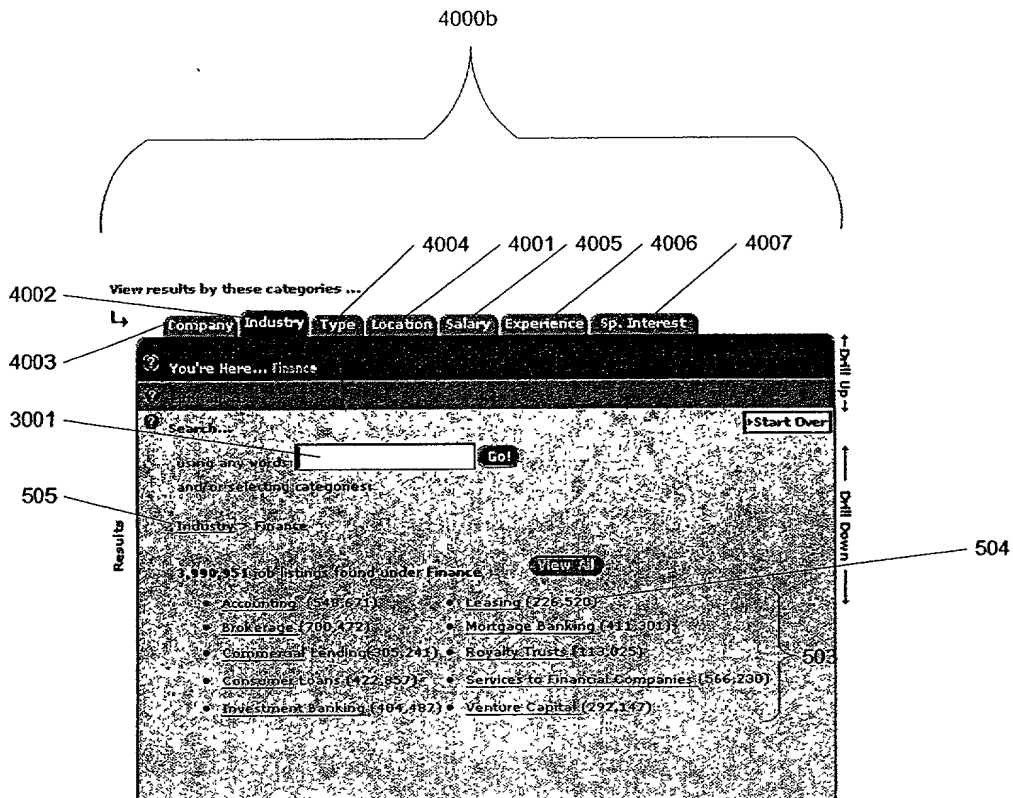 4000b
4004 4001 4005 4006 4007
4002
View results by these categories ...
Company Industry Type Location Salary Experience Sp. Interest
4003
You're Here... Finance
Drill Up
3001
Search...
Start Over
using any words
Go!
and/or selecting categories:
505
Industry > Finance
Results
Drill Down
504
3,990,951 job listings found under Finance
View All
Accounting (548,671)
Leasing (226,520)
Brokerage (700,472)
Mortgage Banking (411,301)
Commercial Lending (305,241)
Royalty Trusts (113,025)
503
Consumer Loans (422,857)
Services to Financial Companies (566,230)
Investment Banking (404,487)
Venture Capital (292,147)